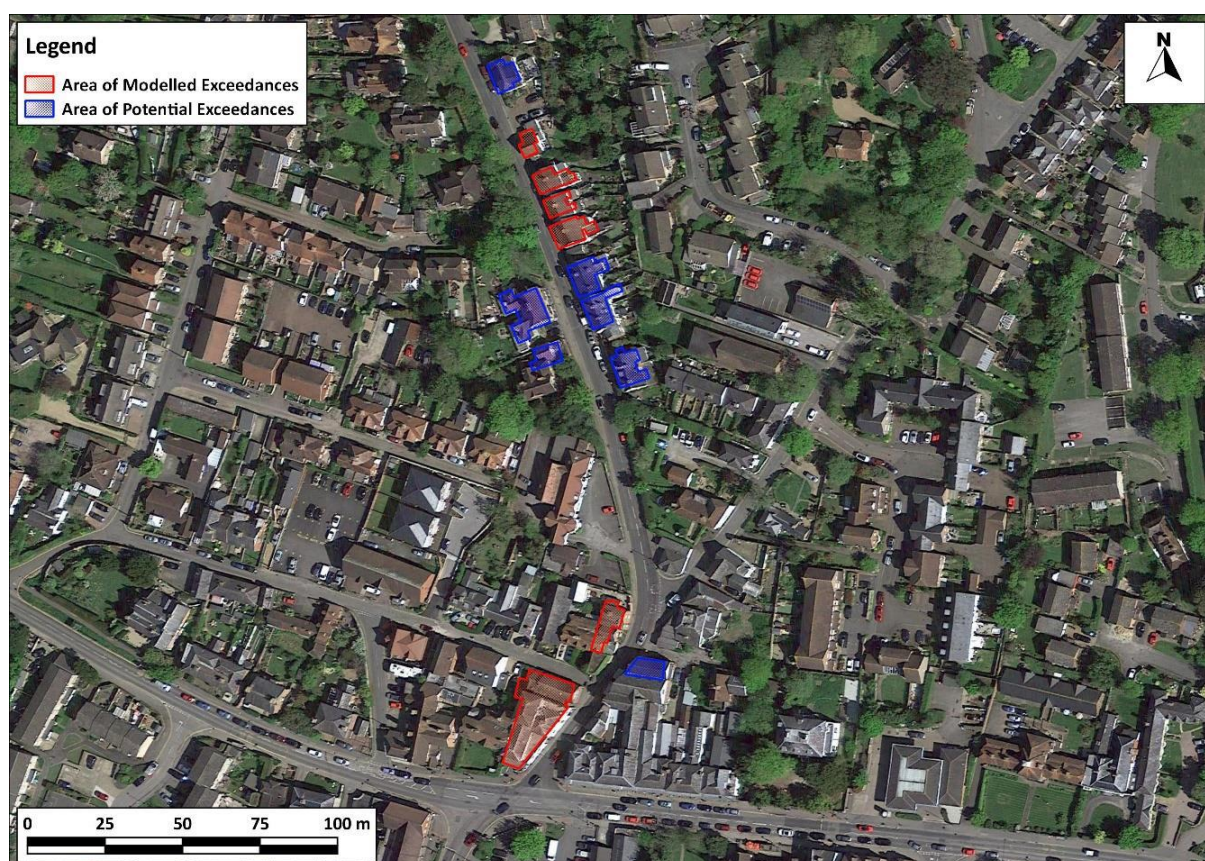 Legend
Area of Modelled Exceedances
Area of Potential Exceedances
N
0 25 50 75 100 m